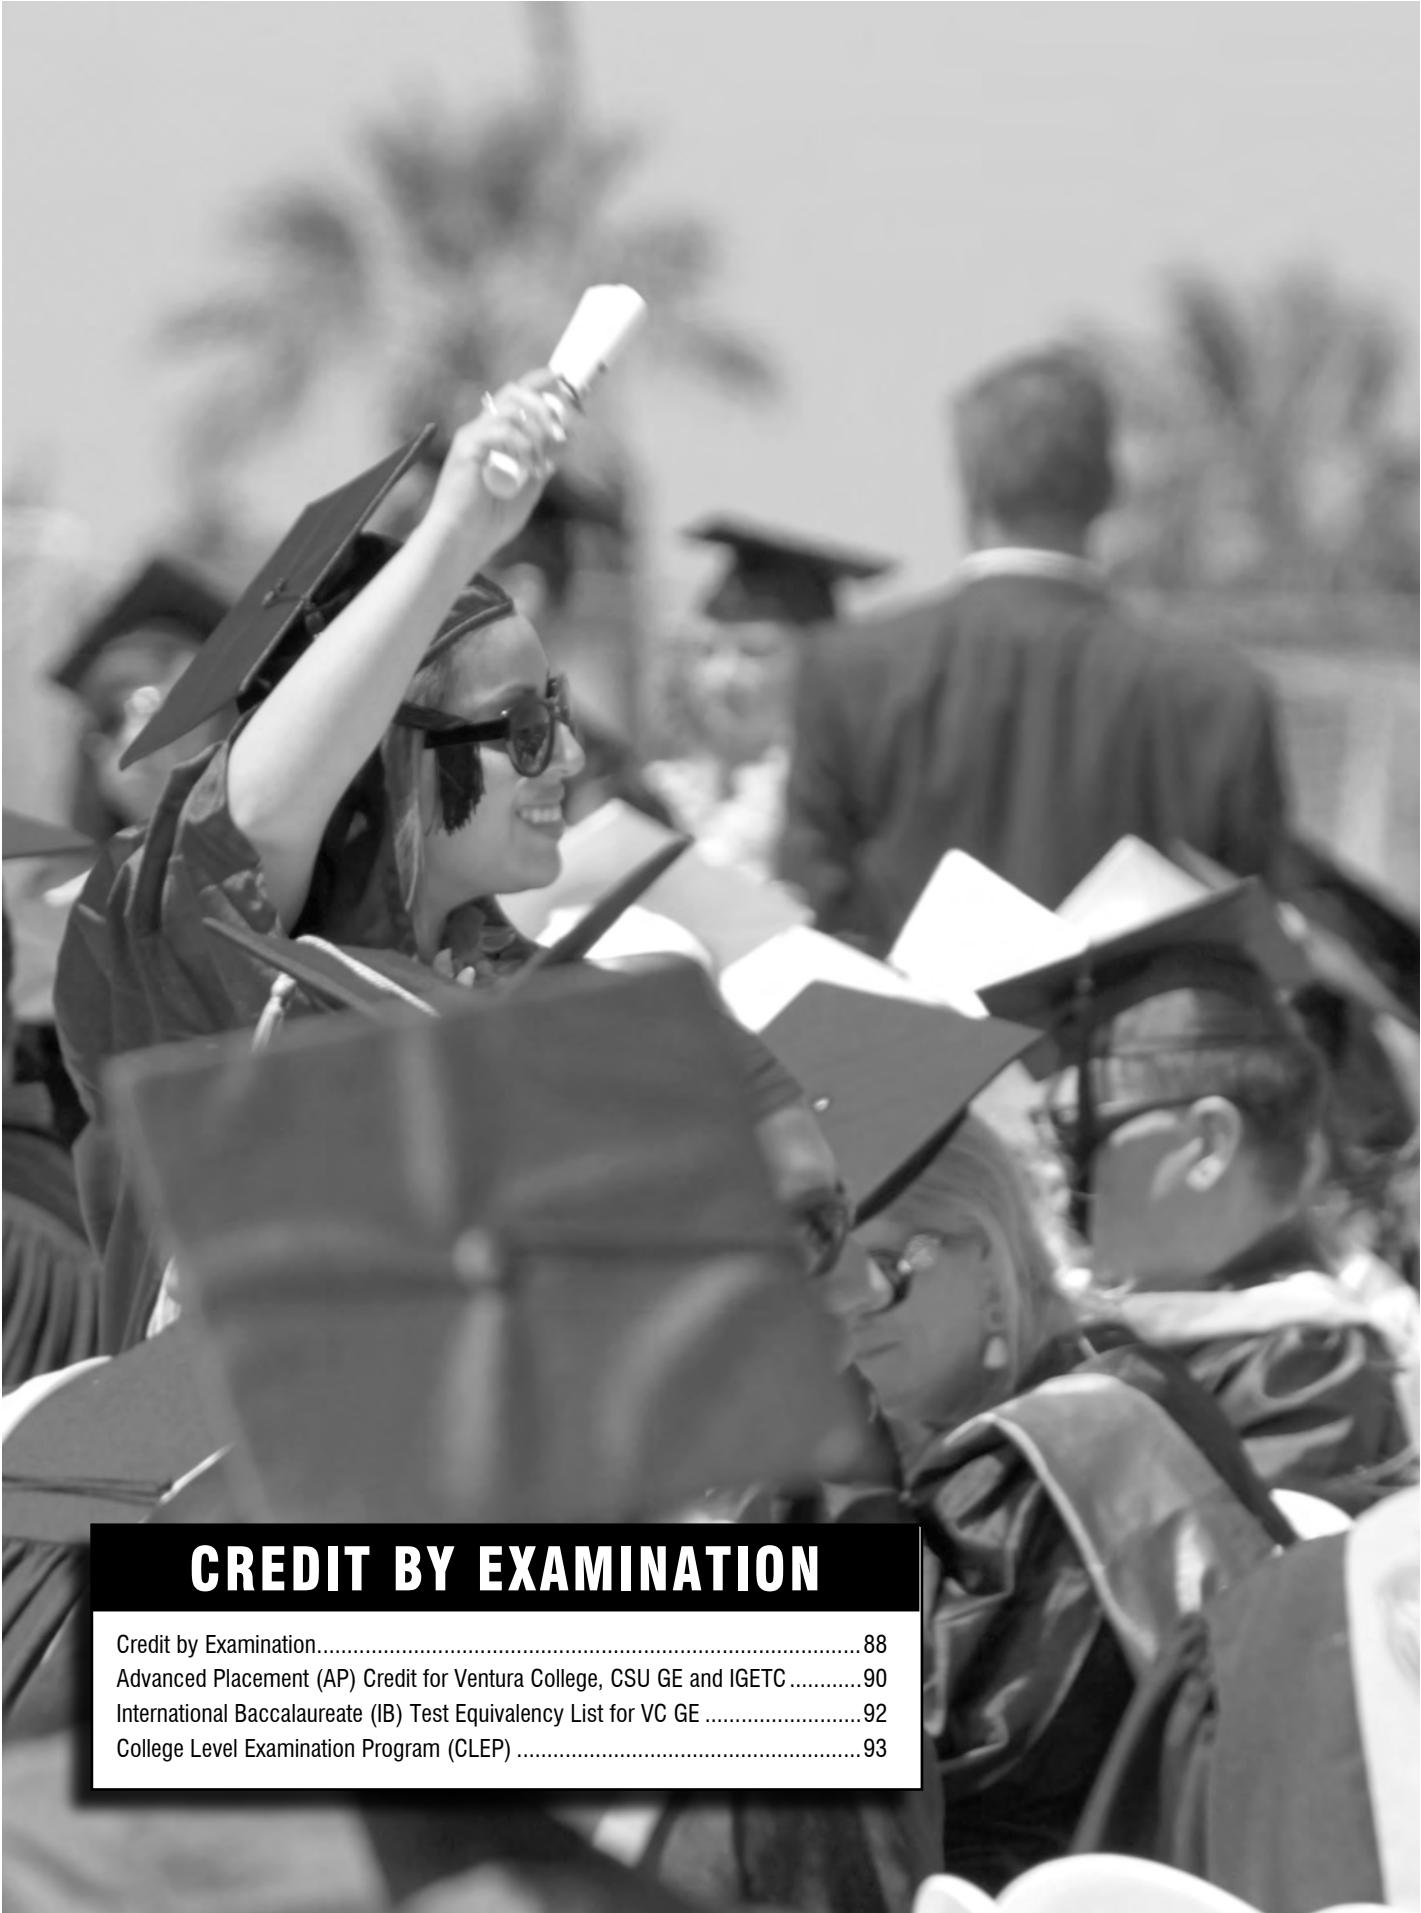 CREDIT BY EXAMINATION
Credit by Examination...........................................................................................88
Advanced Placement (AP) Credit for Ventura College, CSU GE and IGETC............90
International Baccalaureate (IB) Test Equivalency List for VC GE ..........................92
College Level Examination Program (CLEP) ..........................................................93